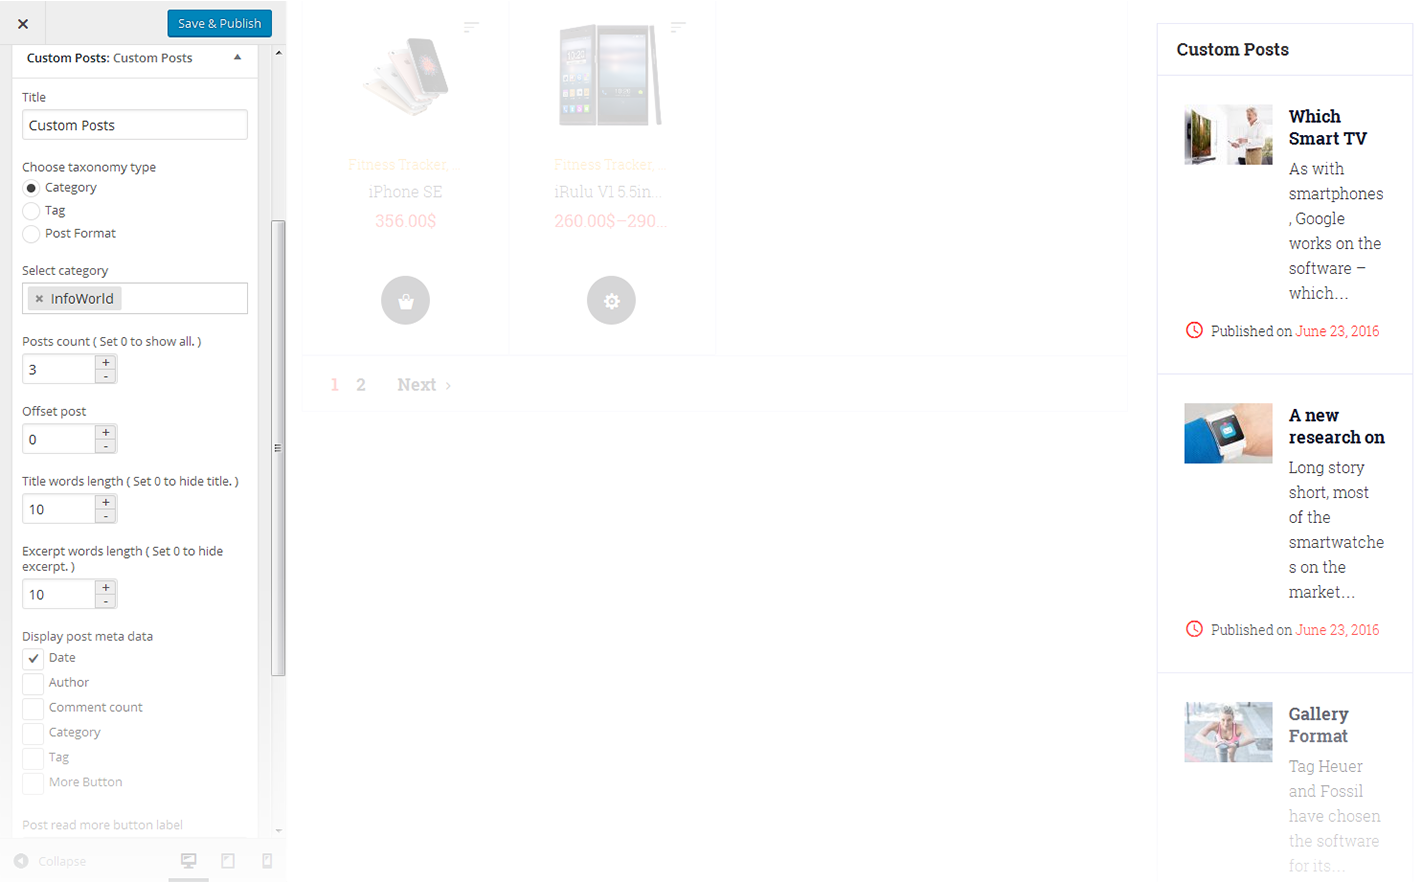 Save & Publish
Custom Posts: Custom Posts
Title
Custom Posts
Choose taxonomy type
Category
Tag
Post Format
Select category
× InfoWorld
Posts count ( Set 0 to show all. )
3
+
-
Offset post
0
+
-
Title words length ( Set 0 to hide title. )
10
+
-
Excerpt words length ( Set 0 to hide
excerpt. )
10
+
-
Display post meta data
Date
Author
Comment count
Category
Tag
More Button
Post read more button label
Collapse
Fitness Tracker, ...
iPhone SE
356.00$
Fitness Tracker, ...
iRulu V1 5.5in...
260.00$–290...
1 2 Next ›
Custom Posts
Which
Smart TV
As with
smartphones
, Google
works on the
software –
which...
Published on June 23, 2016
A new
research on
Long story
short, most
of the
smartwatche
s on the
market...
Published on June 23, 2016
Gallery
Format
Tag Heuer
and Fossil
have chosen
the software
for its...